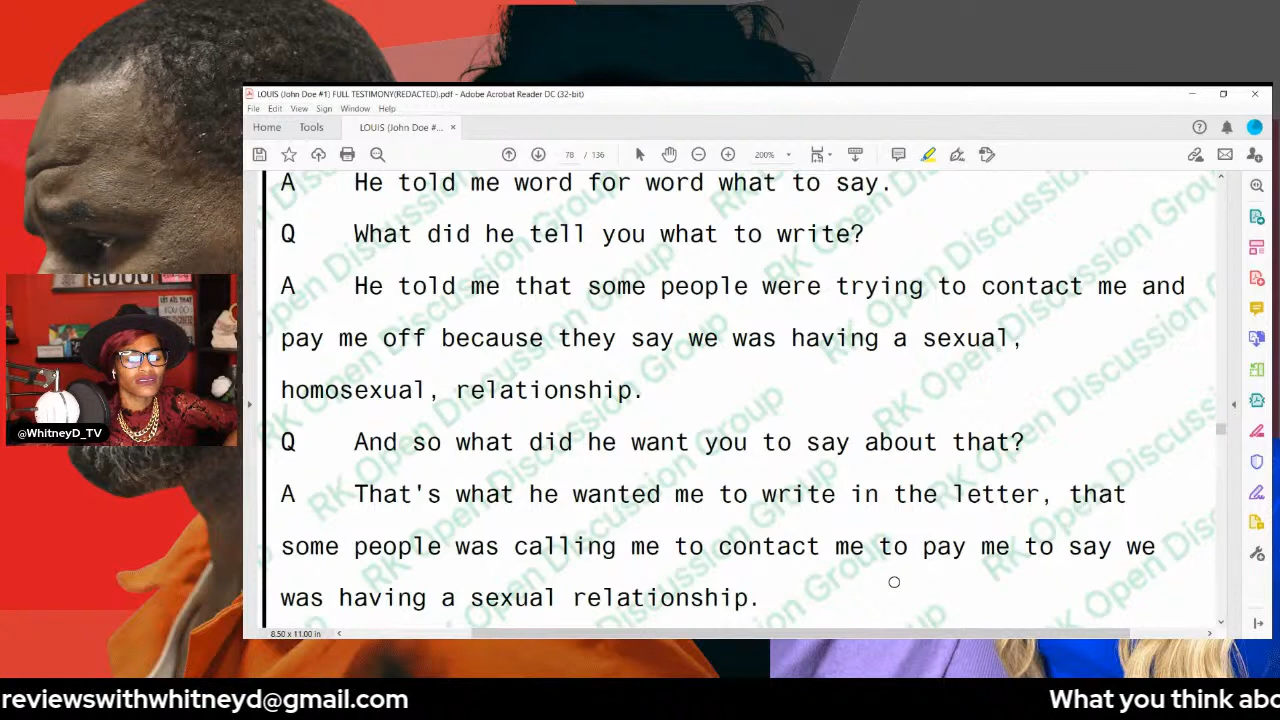 LOUIS (John Doe #1) FULL TESTIMONY(REDACTED).pdf - Adobe Acrobat Reader DC (32-bit)
File Edit View Sign Window Help
Home Tools LOUIS (John Doe #... ×
78 / 136 200%
A He told me word for word what to say.
Q What did he tell you what to write?
A He told me that some people were trying to contact me and
pay me off because they say we was having a sexual,
homosexual, relationship.
Q And so what did he want you to say about that?
A That's what he wanted me to write in the letter, that
some people was calling me to contact me to pay me to say we
was having a sexual relationship.
8.50 x 11.00 in
RK Open Discussion Group
@WhitneyD_TV
reviewswithwhitneyd@gmail.com What you think abo